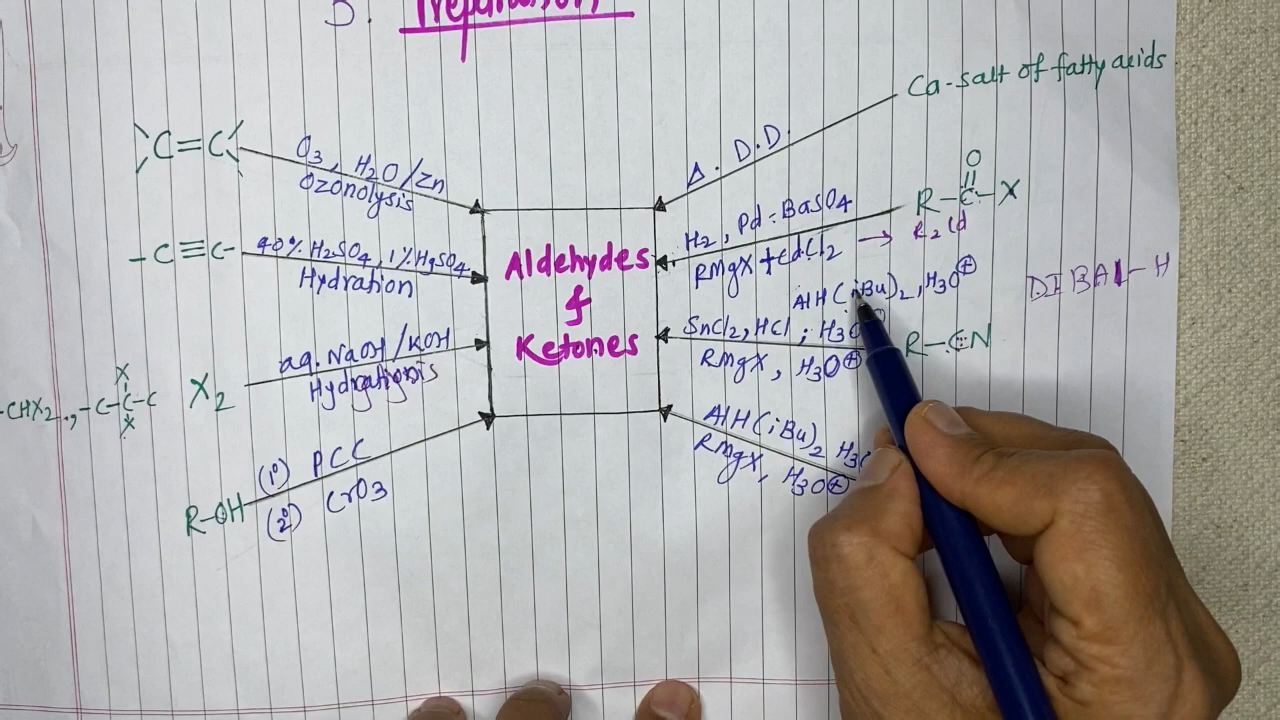 3. Preparation
Ca-salt of fatty acids
Δ. D.D.
>C=C<
O3, H2O/Zn
Ozonolysis
O
R-C-X
H2, Pd-BaSO4
RMgX + CdCl2 → R2Cd
-C≡C-
40% H2SO4, 1% HgSO4
Hydration
Aldehydes
&
Ketones
AlH(iBu)2, H3O⊕
DIBAL-H
SnCl2, HCl ; H3O
R-C≡N
RMgX, H3O⊕
aq. NaOH/KOH
X
-CHX2, -C-C-C
X
X2
AlH(iBu)2 H3
RMgX, H3O⊕
(1°) PCC
R-OH
(2°) CrO3